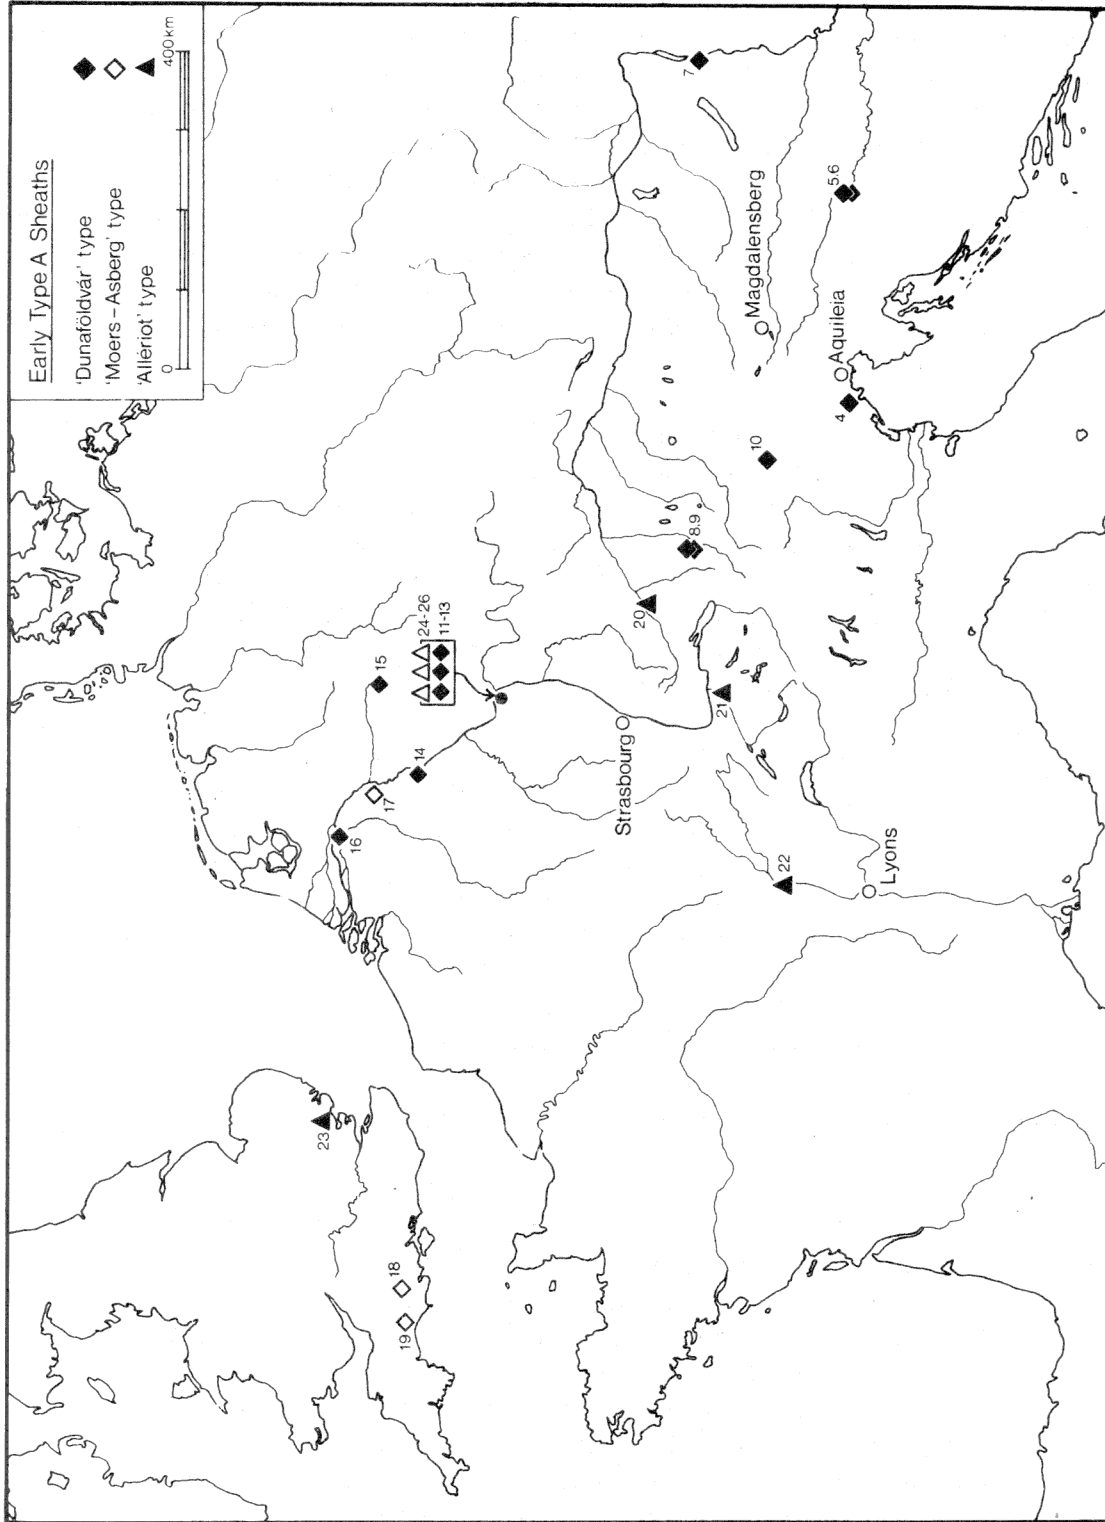 Early Type A Sheaths
'Dunaföldvár' type
'Moers-Asberg' type
'Allériot' type
0
400km
23
18
19
16
17
14
15
24-26
11-13
Strasbourg
20
21
22
Lyons
8.9
10
4
Aquileia
Magdalensberg
5.6
7